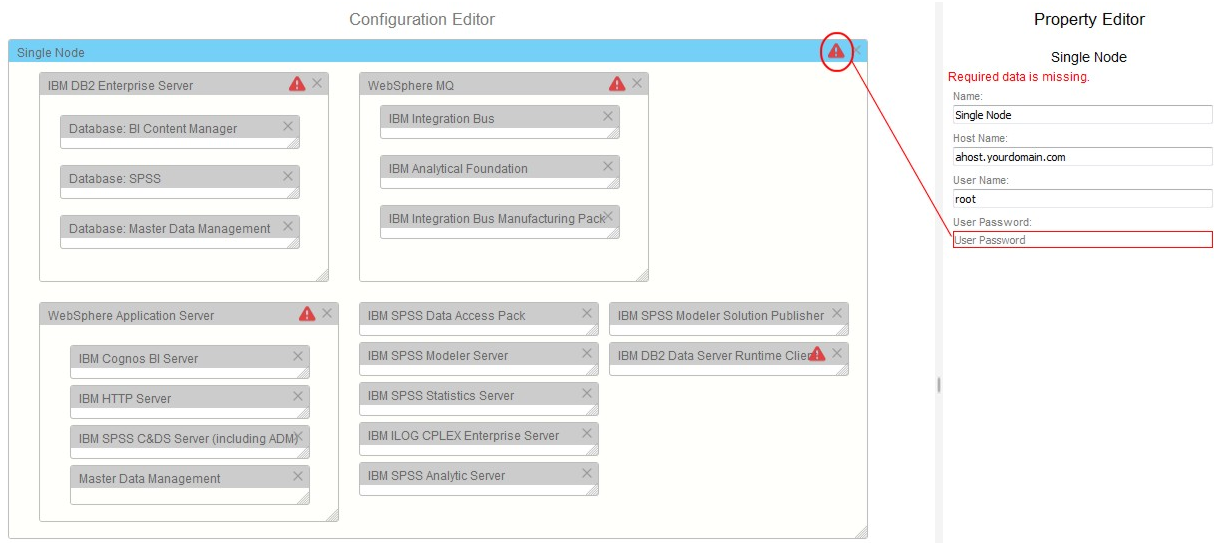 Configuration Editor
Single Node
IBM DB2 Enterprise Server
Database: BI Content Manager
Database: SPSS
Database: Master Data Management
WebSphere MQ
IBM Integration Bus
IBM Analytical Foundation
IBM Integration Bus Manufacturing Pack
WebSphere Application Server
IBM Cognos BI Server
IBM HTTP Server
IBM SPSS C&DS Server (including ADM)
Master Data Management
IBM SPSS Data Access Pack
IBM SPSS Modeler Server
IBM SPSS Statistics Server
IBM ILOG CPLEX Enterprise Server
IBM SPSS Analytic Server
IBM SPSS Modeler Solution Publisher
IBM DB2 Data Server Runtime Client
Property Editor
Single Node
Required data is missing.
Name:
Single Node
Host Name:
ahost.yourdomain.com
User Name:
root
User Password:
User Password